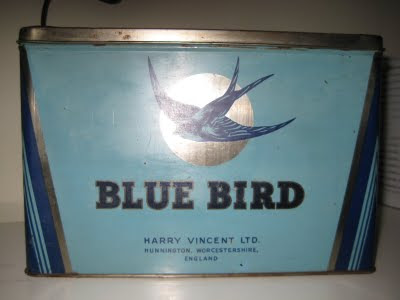 BLUE BIRD
HARRY VINCENT LTD.
HUNNINGTON, WORCESTERSHIRE,
ENGLAND